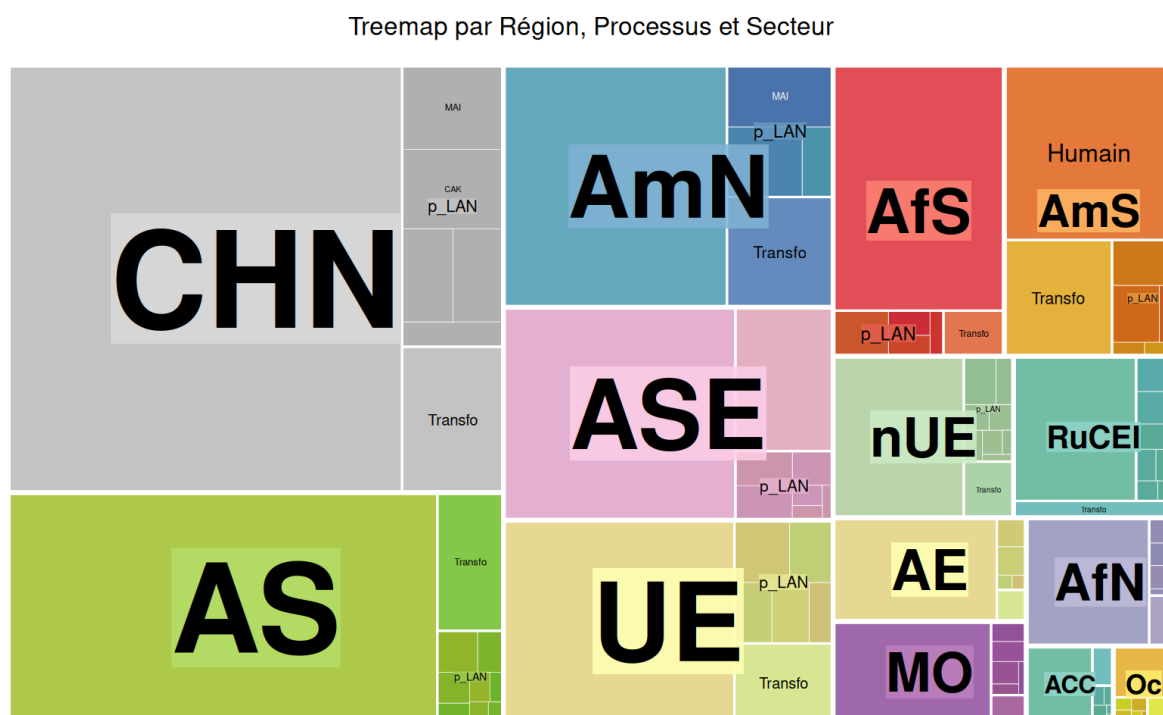 Treemap par Région, Processus et Secteur
MAI
CAK
p_LAN
CHN
Transfo
MAI
p_LAN
AmN
Transfo
AfS
p_LAN
Transfo
Humain
AmS
Transfo
p_LAN
ASE
p_LAN
nUE
p_LAN
Transfo
RuCEI
Transfo
AS
Transfo
p_LAN
UE
p_LAN
Transfo
AE
AfN
MO
ACC
Oc